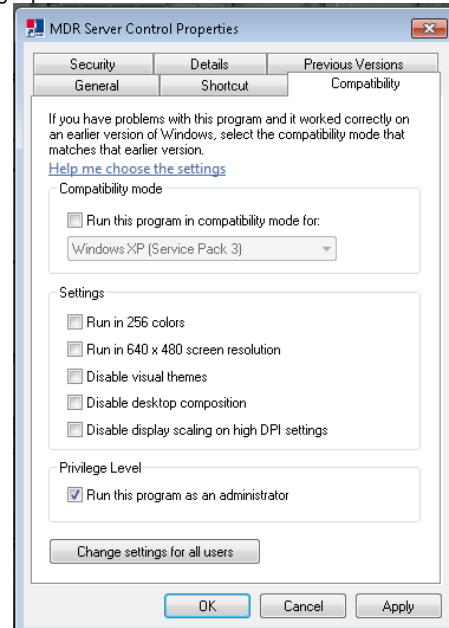 MDR Server Control Properties
Security Details Previous Versions
General Shortcut Compatibility
If you have problems with this program and it worked correctly on
an earlier version of Windows, select the compatibility mode that
matches that earlier version.
Help me choose the settings
Compatibility mode
Run this program in compatibility mode for:
Windows XP (Service Pack 3)
Settings
Run in 256 colors
Run in 640 x 480 screen resolution
Disable visual themes
Disable desktop composition
Disable display scaling on high DPI settings
Privilege Level
Run this program as an administrator
Change settings for all users
OK Cancel Apply